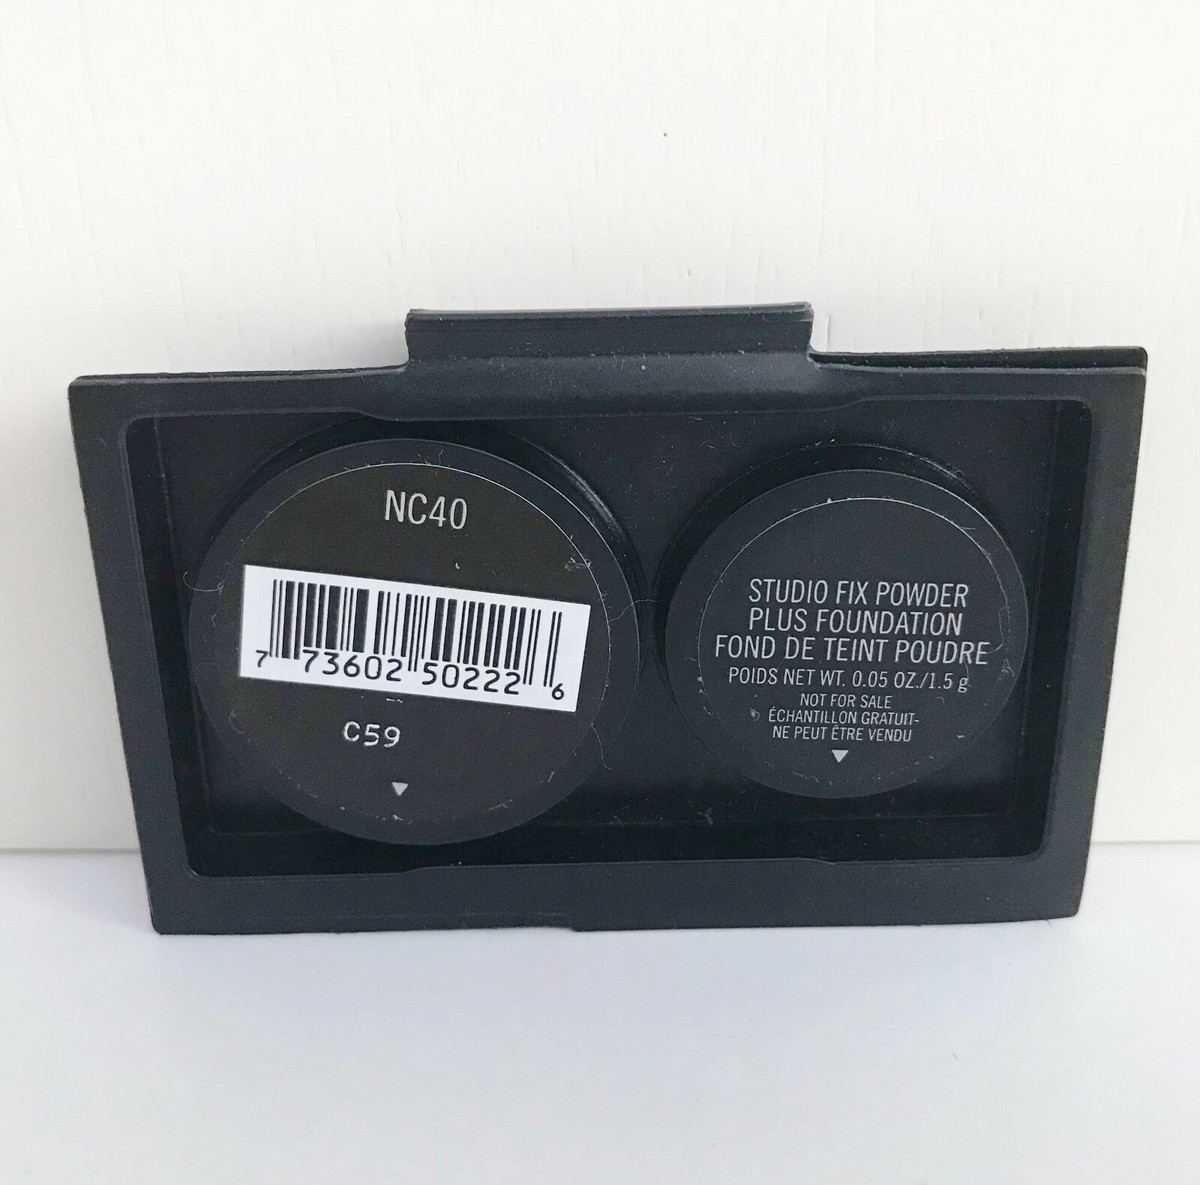 NC40
7 73602 50222 6
C59
STUDIO FIX POWDER
PLUS FOUNDATION
FOND DE TEINT POUDRE
POIDS NET WT. 0.05 OZ./1.5 g
NOT FOR SALE
ÉCHANTILLON GRATUIT-
NE PEUT ÊTRE VENDU